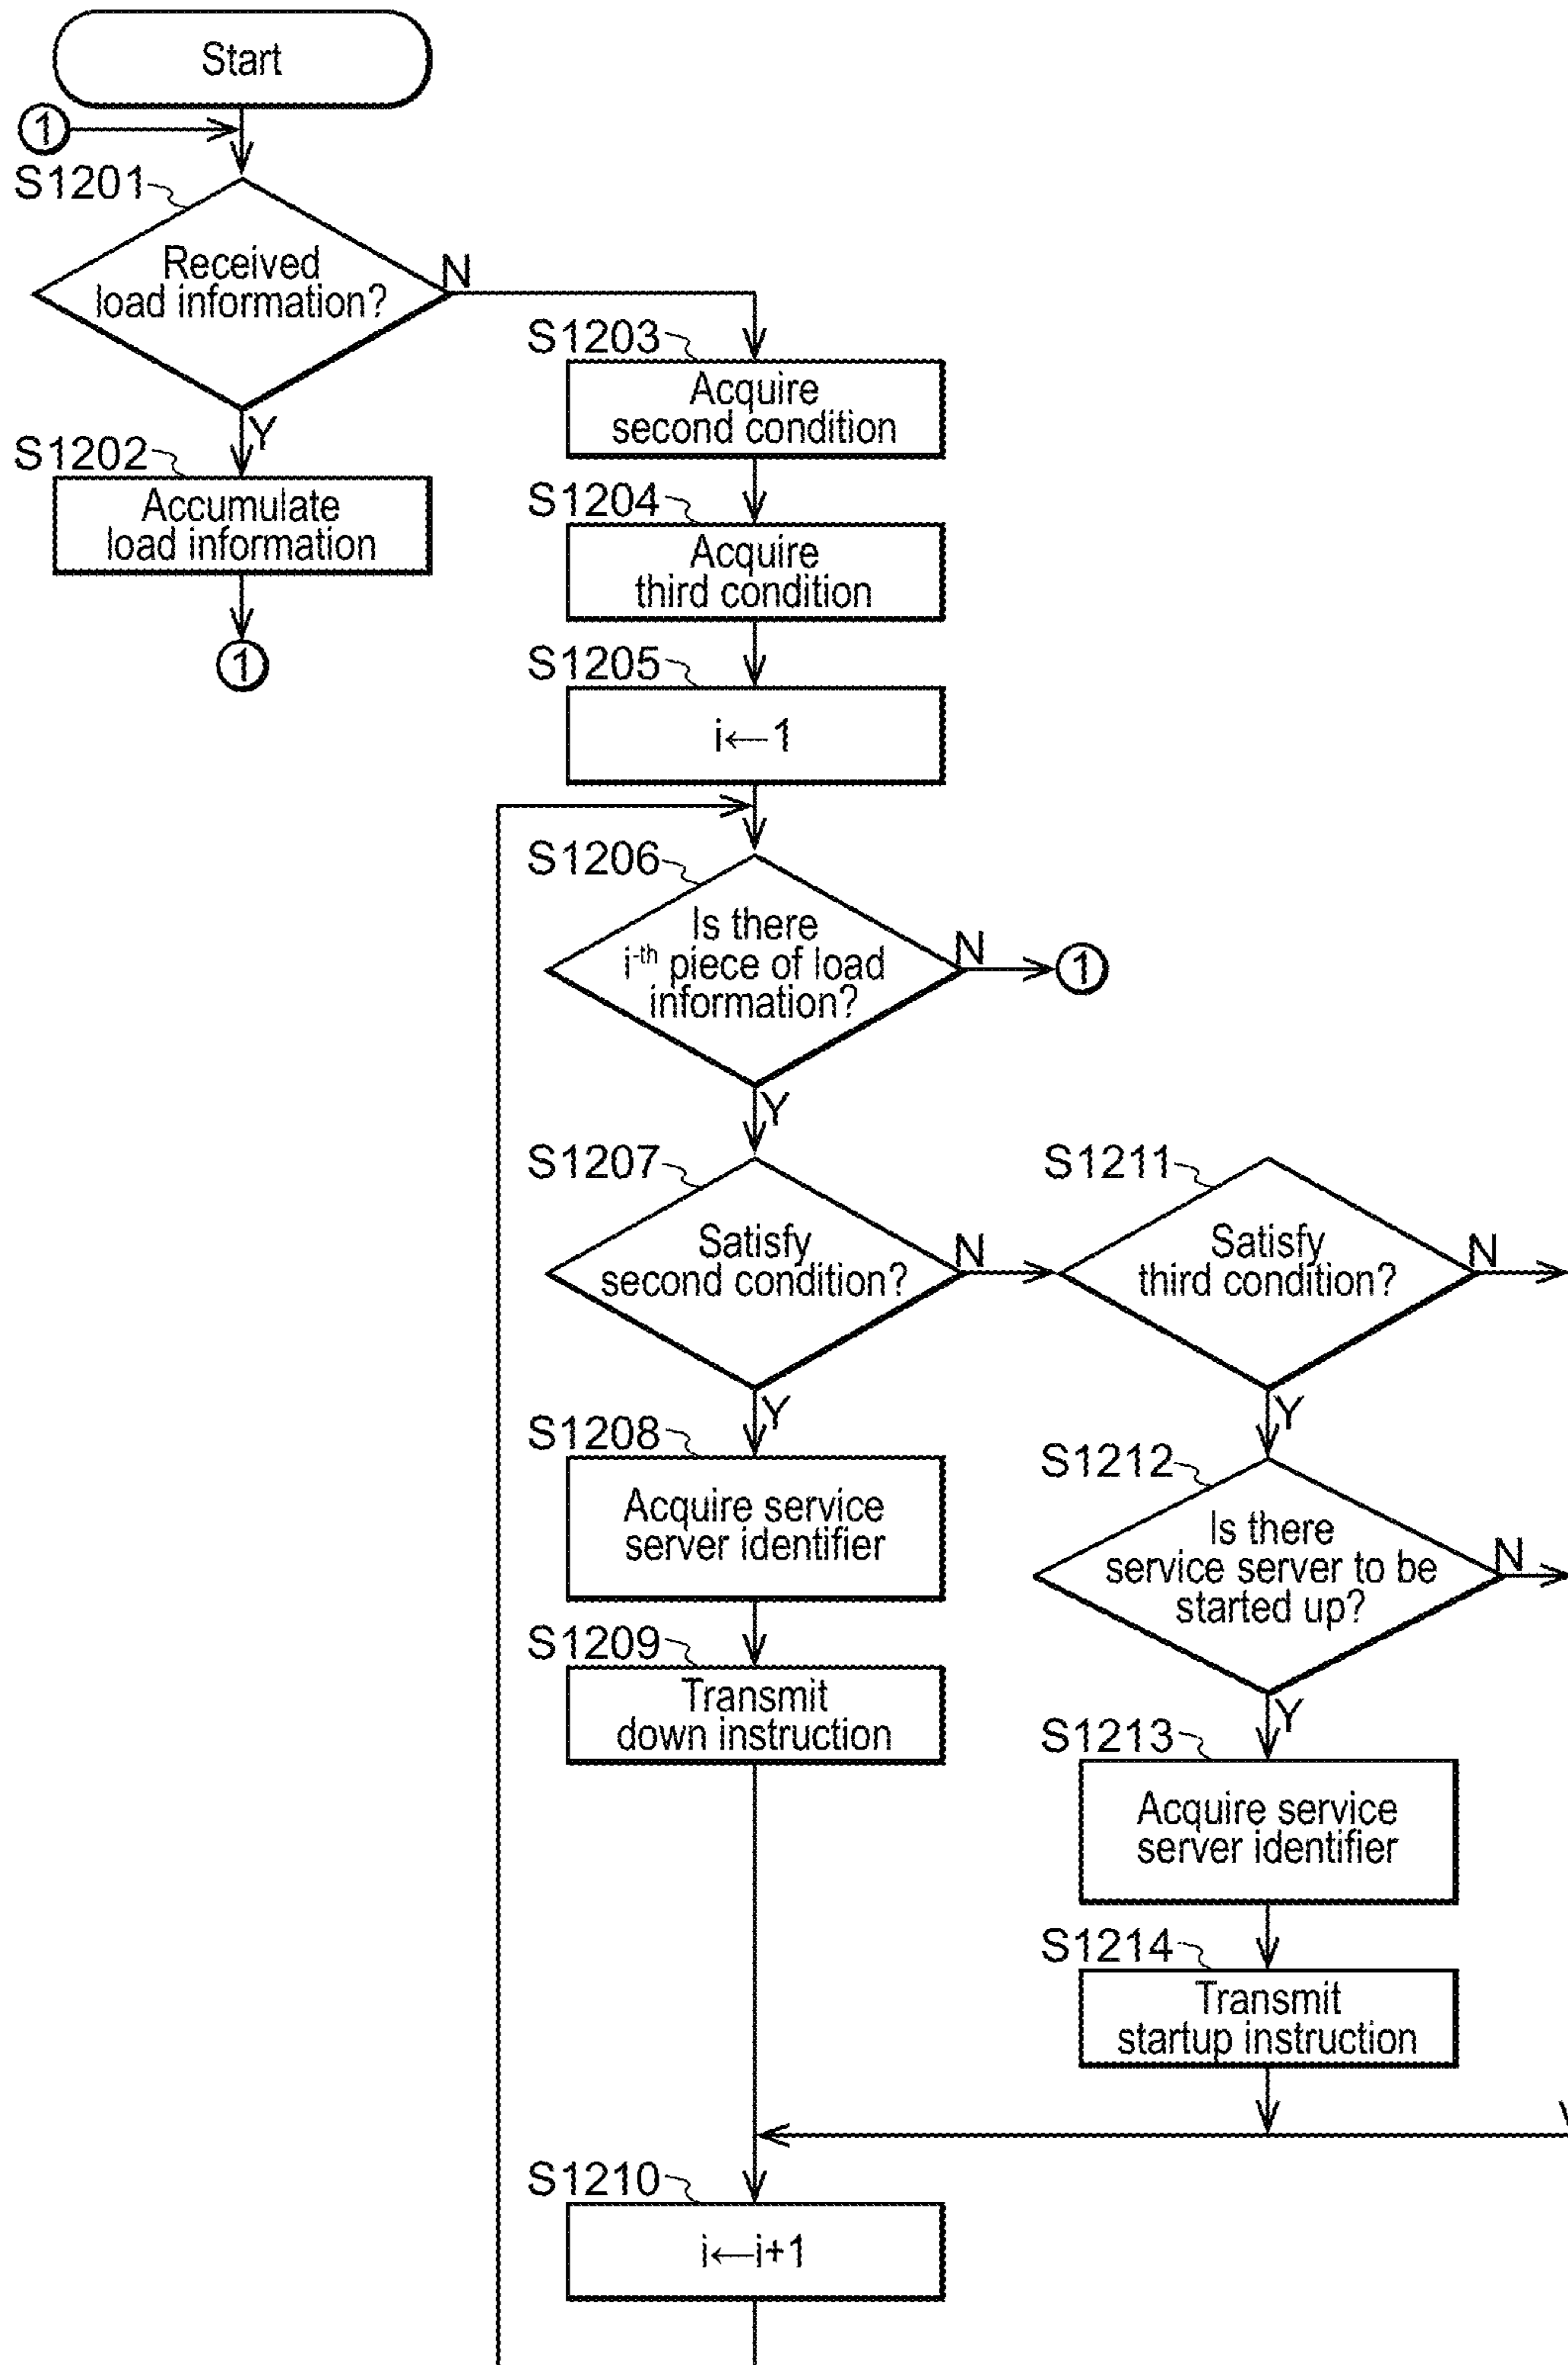 Start
1
S1201
Received
load information?
N
Y
S1202
Accumulate
load information
1
S1203
Acquire
second condition
S1204
Acquire
third condition
S1205
i←1
S1206
Is there
i-th piece of load
information?
N
1
Y
S1207
Satisfy
second condition?
N
Y
S1208
Acquire service
server identifier
S1209
Transmit
down instruction
S1211
Satisfy
third condition?
N
Y
S1212
Is there
service server to be
started up?
N
Y
S1213
Acquire service
server identifier
S1214
Transmit
startup instruction
S1210
i←i+1